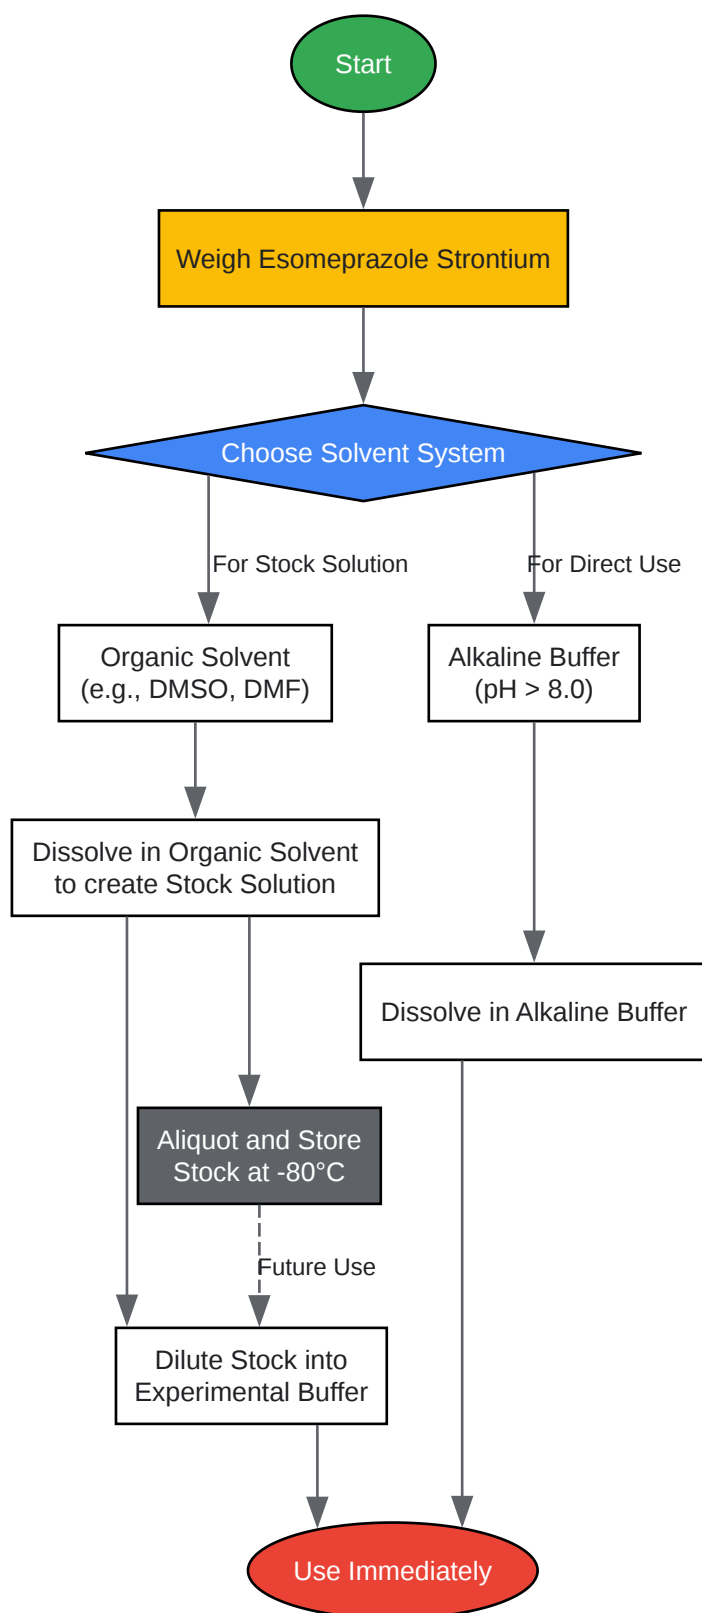 Start
Weigh Esomeprazole Strontium
Choose Solvent System
For Stock Solution
For Direct Use
Organic Solvent
(e.g., DMSO, DMF)
Alkaline Buffer
(pH > 8.0)
Dissolve in Organic Solvent
to create Stock Solution
Dissolve in Alkaline Buffer
Aliquot and Store
Stock at -80°C
Future Use
Dilute Stock into
Experimental Buffer
Use Immediately